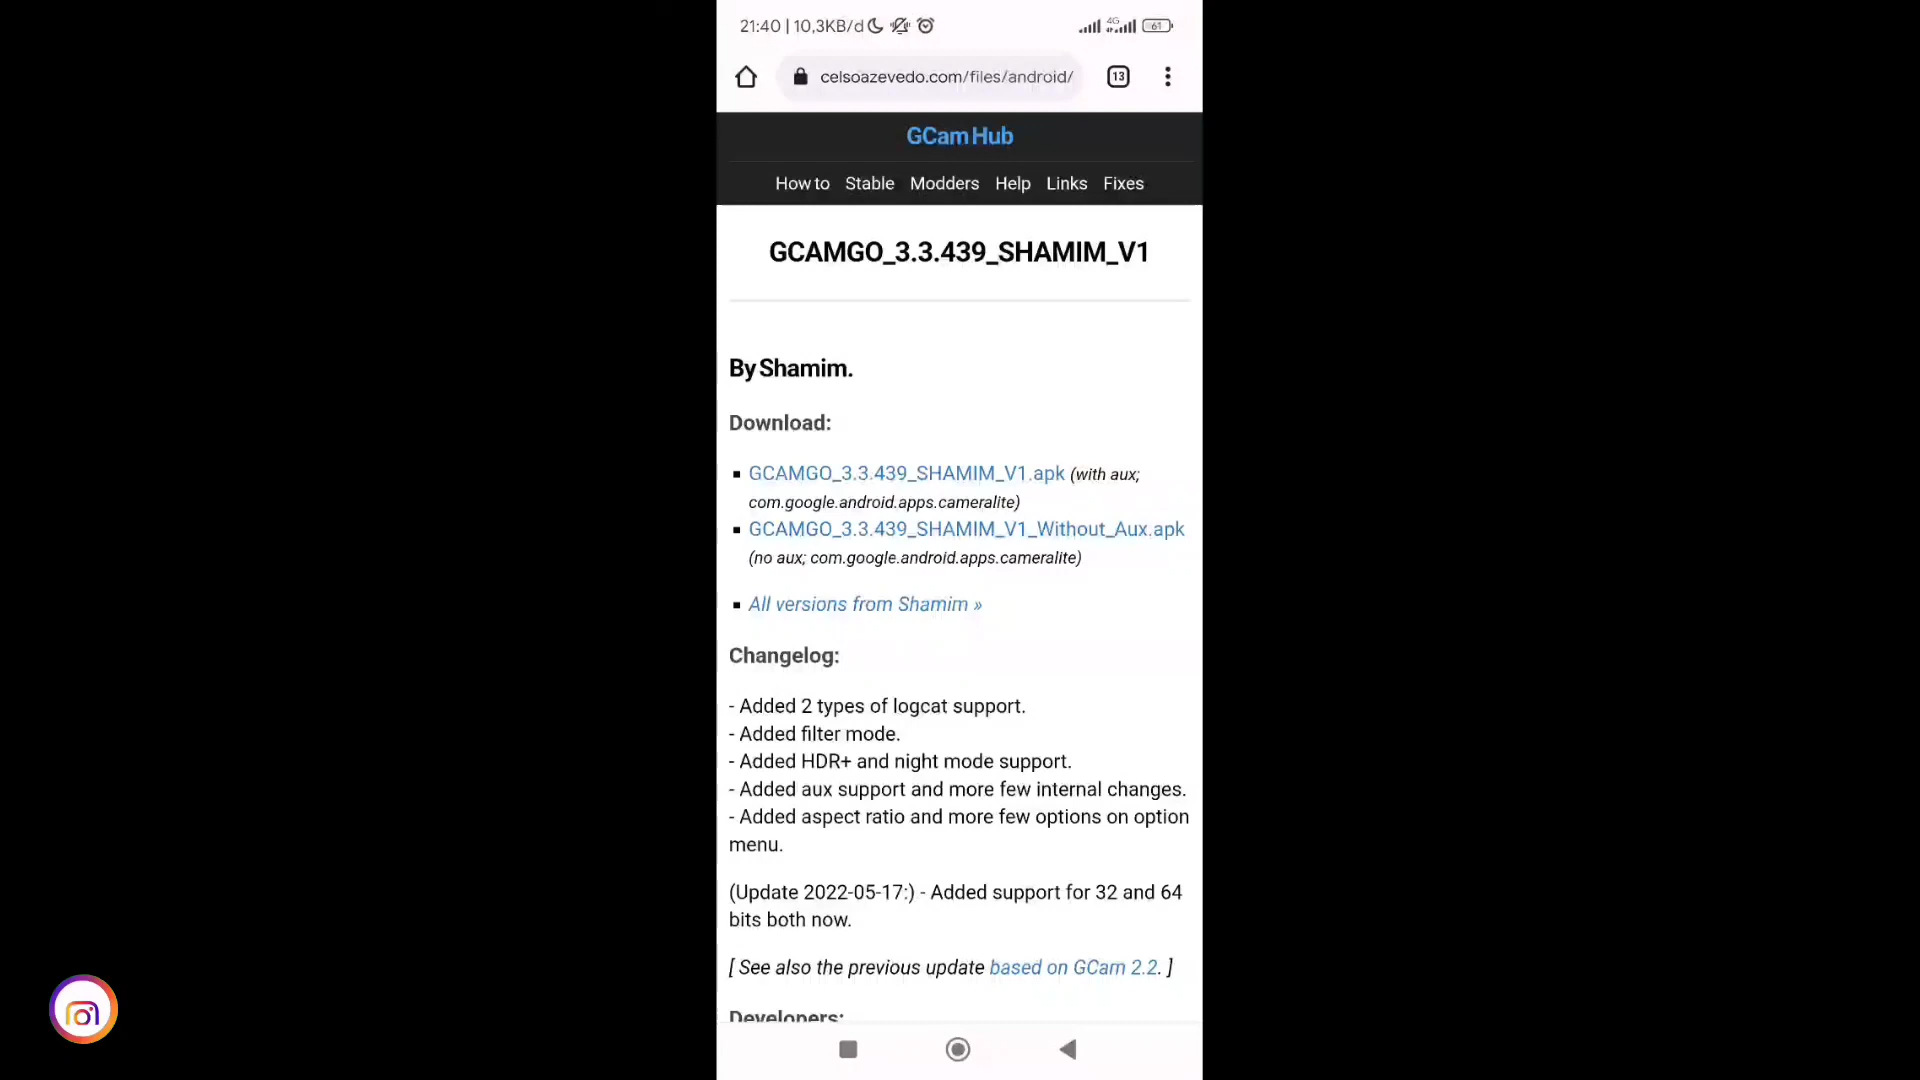 21:40 | 10,3KB/d
4G
61
celsoazevedo.com/files/android/
13
GCam Hub
How to Stable Modders Help Links Fixes
GCAMGO_3.3.439_SHAMIM_V1
By Shamim.
Download:
GCAMGO_3.3.439_SHAMIM_V1.apk (with aux;
com.google.android.apps.cameralite)
GCAMGO_3.3.439_SHAMIM_V1_Without_Aux.apk
(no aux; com.google.android.apps.cameralite)
All versions from Shamim »
Changelog:
- Added 2 types of logcat support.
- Added filter mode.
- Added HDR+ and night mode support.
- Added aux support and more few internal changes.
- Added aspect ratio and more few options on option
menu.
(Update 2022-05-17:) - Added support for 32 and 64
bits both now.
[ See also the previous update based on GCam 2.2. ]
Developers: